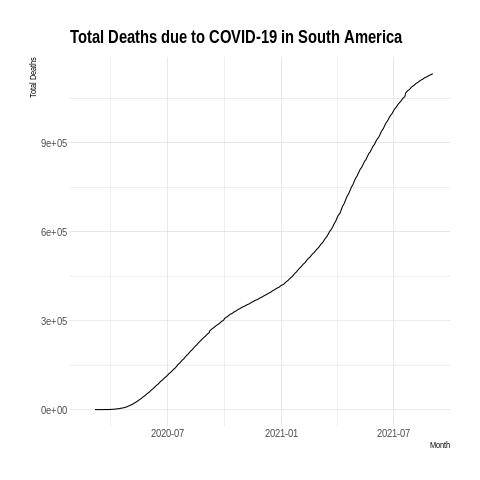 Total Deaths due to COVID-19 in South America
Total Deaths
9e+05
6e+05
3e+05
0e+00
2020-07 2021-01 2021-07
Month